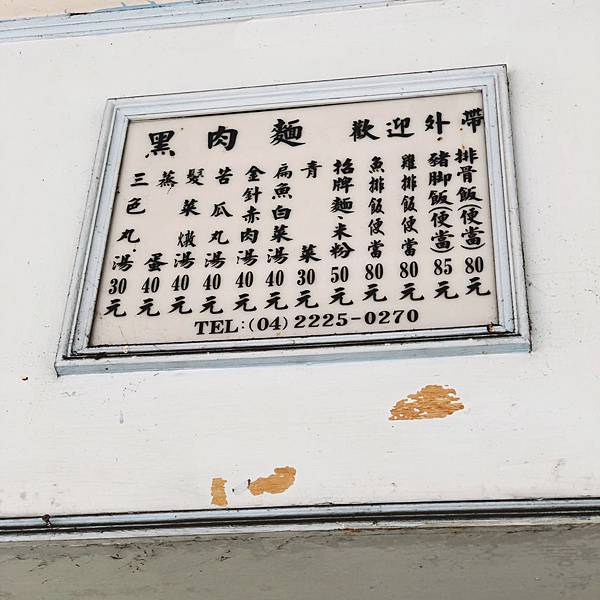 黑肉麵 歡迎外帶
排骨飯(便當)80元
豬脚飯(便當)85元
雞排飯便當80元
魚排飯便當80元
招牌麵、米粉50元
青菜30元
扁魚白菜湯40元
金針赤肉湯40元
苦瓜丸湯40元
髮菜燉湯40元
蒸蛋40元
三色丸湯30元
TEL:(04)2225-0270